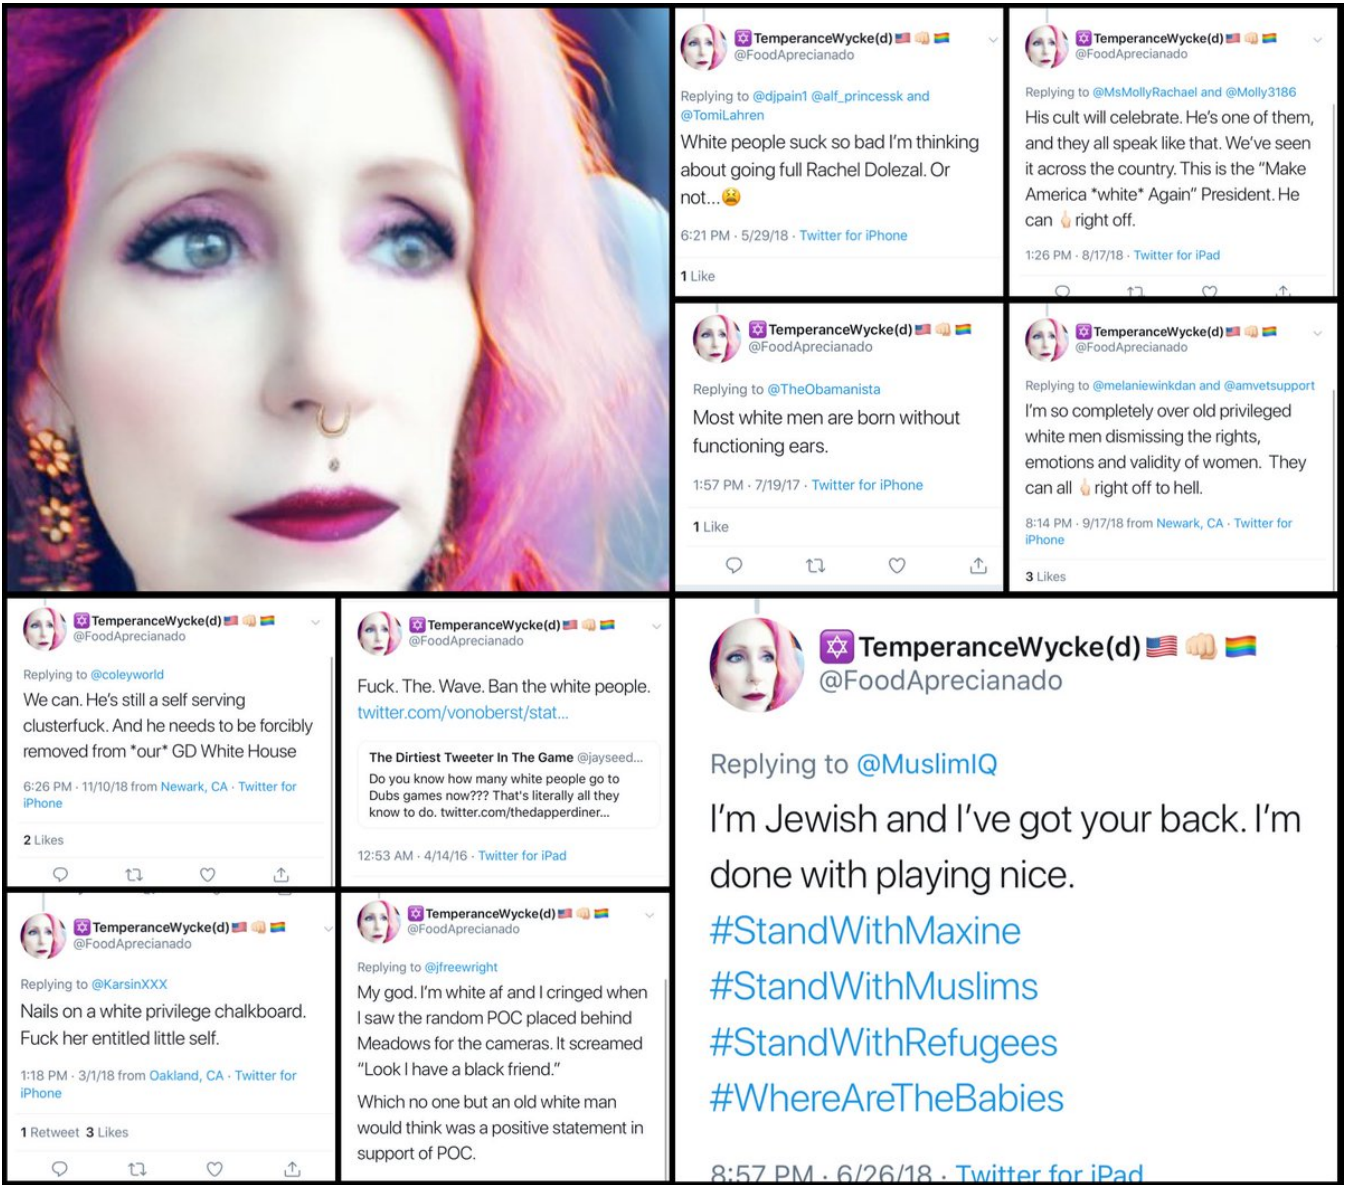 ✡TemperanceWycke(d)🇺🇸👊🏻🏳️‍🌈
@FoodAprecianado
Replying to @djpain1 @alf_princessk and
@TomiLahren
White people suck so bad I'm thinking
about going full Rachel Dolezal. Or
not...😫
6:21 PM · 5/29/18 · Twitter for iPhone
1 Like
✡TemperanceWycke(d)🇺🇸👊🏻🏳️‍🌈
@FoodAprecianado
Replying to @MsMollyRachael and @Molly3186
His cult will celebrate. He's one of them,
and they all speak like that. We've seen
it across the country. This is the “Make
America *white* Again” President. He
can 🖕🏻right off.
1:26 PM · 8/17/18 · Twitter for iPad
✡TemperanceWycke(d)🇺🇸👊🏻🏳️‍🌈
@FoodAprecianado
Replying to @TheObamanista
Most white men are born without
functioning ears.
1:57 PM · 7/19/17 · Twitter for iPhone
1 Like
✡TemperanceWycke(d)🇺🇸👊🏻🏳️‍🌈
@FoodAprecianado
Replying to @melaniewinkdan and @amvetsupport
I'm so completely over old privileged
white men dismissing the rights,
emotions and validity of women. They
can all 🖕🏻right off to hell.
8:14 PM · 9/17/18 from Newark, CA · Twitter for
iPhone
3 Likes
✡TemperanceWycke(d)🇺🇸👊🏻🏳️‍🌈
@FoodAprecianado
Replying to @coleyworld
We can. He's still a self serving
clusterfuck. And he needs to be forcibly
removed from *our* GD White House
6:26 PM · 11/10/18 from Newark, CA · Twitter for
iPhone
2 Likes
✡TemperanceWycke(d)🇺🇸👊🏻🏳️‍🌈
@FoodAprecianado
Fuck. The. Wave. Ban the white people.
twitter.com/vonoberst/stat...
The Dirtiest Tweeter In The Game @jayseed...
Do you know how many white people go to
Dubs games now??? That's literally all they
know to do. twitter.com/thedapperdiner...
12:53 AM · 4/14/16 · Twitter for iPad
✡TemperanceWycke(d)🇺🇸👊🏻🏳️‍🌈
@FoodAprecianado
Replying to @KarsinXXX
Nails on a white privilege chalkboard.
Fuck her entitled little self.
1:18 PM · 3/1/18 from Oakland, CA · Twitter for
iPhone
1 Retweet 3 Likes
✡TemperanceWycke(d)🇺🇸👊🏻🏳️‍🌈
@FoodAprecianado
Replying to @jfreewright
My god. I'm white af and I cringed when
I saw the random POC placed behind
Meadows for the cameras. It screamed
“Look I have a black friend.”
Which no one but an old white man
would think was a positive statement in
support of POC.
✡TemperanceWycke(d)🇺🇸👊🏻🏳️‍🌈
@FoodAprecianado
Replying to @MuslimIQ
I'm Jewish and I've got your back. I'm
done with playing nice.
#StandWithMaxine
#StandWithMuslims
#StandWithRefugees
#WhereAreTheBabies
8:57 PM · 6/26/18 · Twitter for iPad